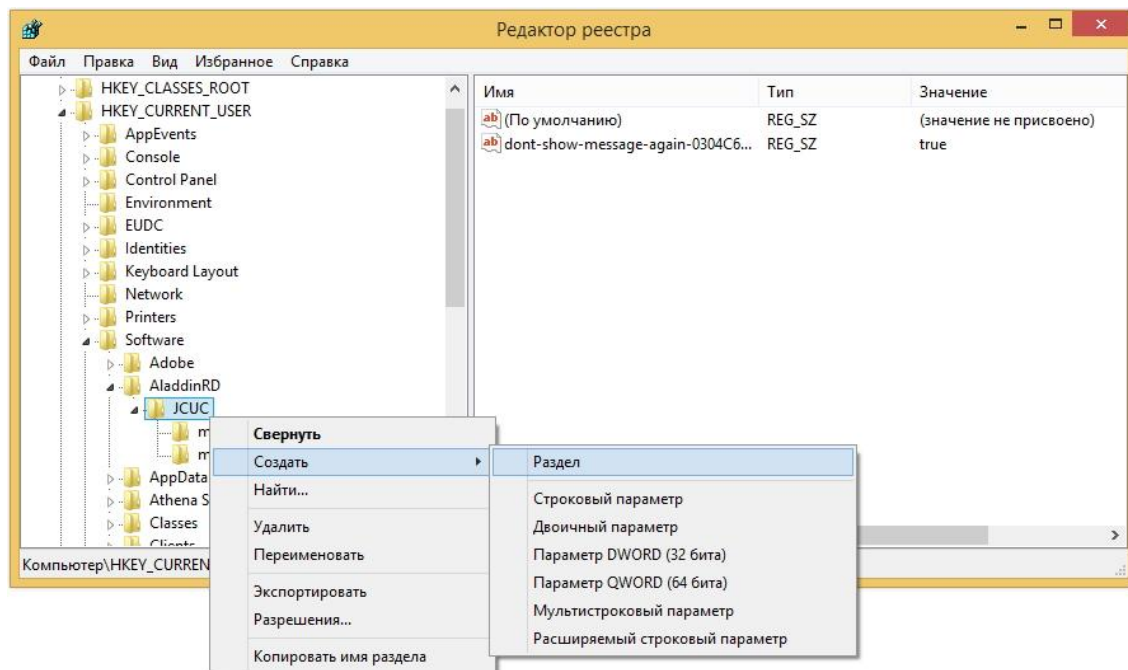 Редактор реестра
Файл Правка Вид Избранное Справка
HKEY_CLASSES_ROOT
HKEY_CURRENT_USER
AppEvents
Console
Control Panel
Environment
EUDC
Identities
Keyboard Layout
Network
Printers
Software
Adobe
AladdinRD
JCUC
m
m
AppData
Athena S
Classes
Clients
Имя Тип Значение
ab (По умолчанию) REG_SZ (значение не присвоено)
ab dont-show-message-again-0304C6... REG_SZ true
Свернуть
Создать
Найти...
Удалить
Переименовать
Экспортировать
Разрешения...
Копировать имя раздела
Раздел
Строковый параметр
Двоичный параметр
Параметр DWORD (32 бита)
Параметр QWORD (64 бита)
Мультистроковый параметр
Расширяемый строковый параметр
Компьютер\HKEY_CURREN